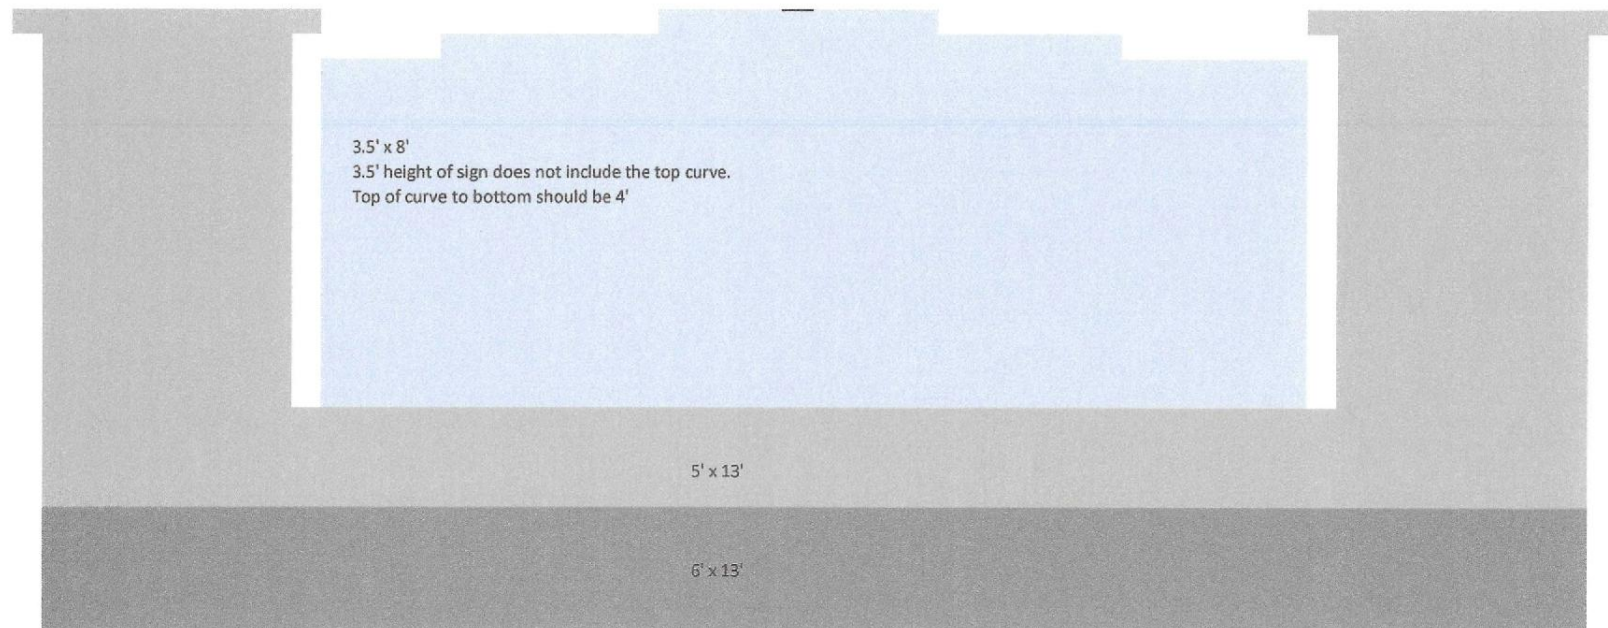 3.5' x 8'
3.5' height of sign does not include the top curve.
Top of curve to bottom should be 4'
5' x 13'
6' x 13'